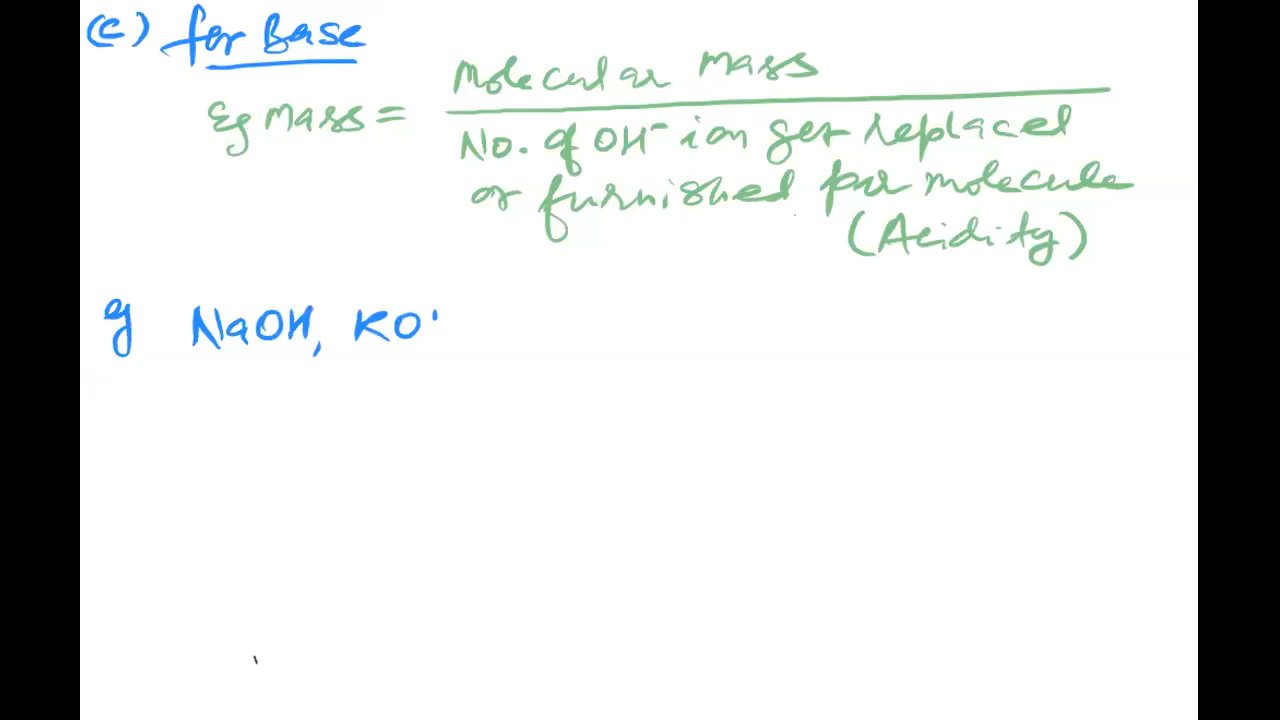 (C) for Base
Eq Mass = Molecular Mass
No. of OH⁻ ion get replaced
or furnished per molecule
(Acidity)
eg NaOH, KO